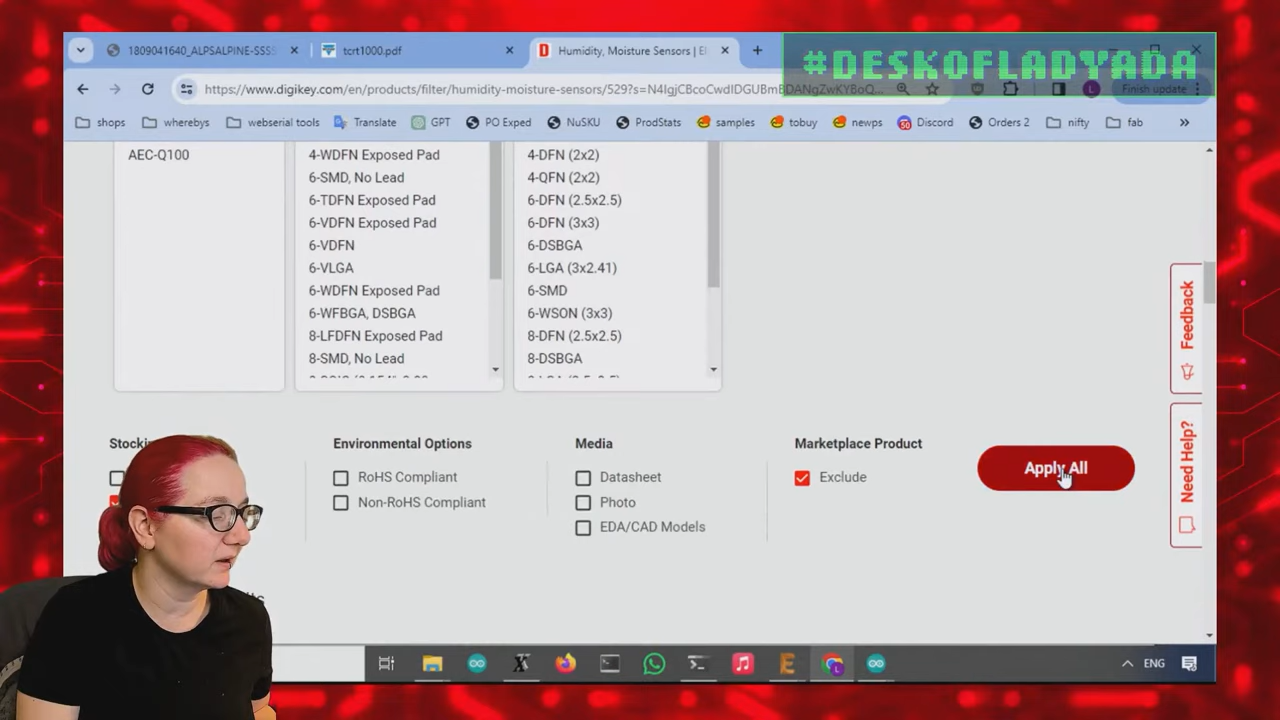 #DESKOFLADYADA
1809041640_ALPSALPINE-SSS5
tcrt1000.pdf
Humidity, Moisture Sensors | El
https://www.digikey.com/en/products/filter/humidity-moisture-sensors/529?s=
Finish update
shops
wherebys
webserial tools
Translate
GPT
PO Exped
NuSKU
ProdStats
samples
tobuy
newps
Discord
Orders 2
nifty
fab
AEC-Q100
4-WDFN Exposed Pad
6-SMD, No Lead
6-TDFN Exposed Pad
6-VDFN Exposed Pad
6-VDFN
6-VLGA
6-WDFN Exposed Pad
6-WFBGA, DSBGA
8-LFDFN Exposed Pad
8-SMD, No Lead
4-DFN (2x2)
4-QFN (2x2)
6-DFN (2.5x2.5)
6-DFN (3x3)
6-DSBGA
6-LGA (3x2.41)
6-SMD
6-WSON (3x3)
8-DFN (2.5x2.5)
8-DSBGA
Feedback
Need Help?
Environmental Options
RoHS Compliant
Non-RoHS Compliant
Media
Datasheet
Photo
EDA/CAD Models
Marketplace Product
Exclude
Apply All
ENG